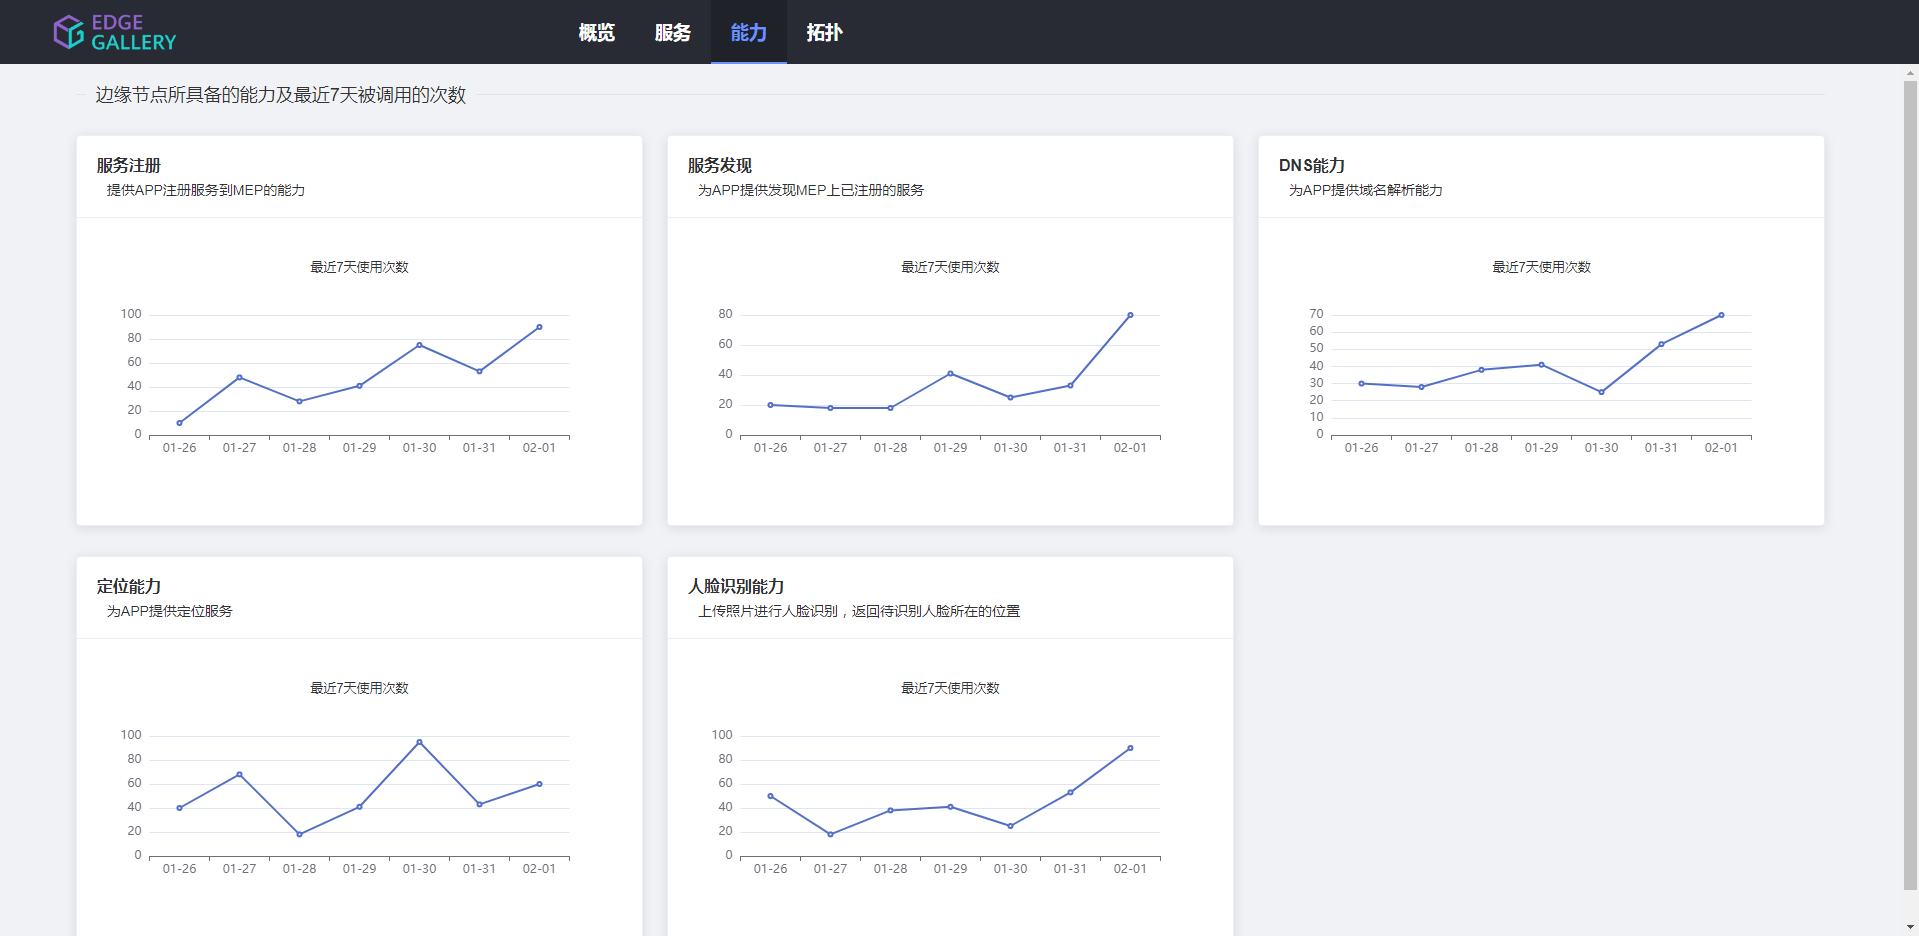 EDGE
GALLERY
概览 服务 能力 拓扑
边缘节点所具备的能力及最近7天被调用的次数
服务注册
提供APP注册服务到MEP的能力
最近7天使用次数
100
80
60
40
20
0
01-26 01-27 01-28 01-29 01-30 01-31 02-01
服务发现
为APP提供发现MEP上已注册的服务
最近7天使用次数
80
60
40
20
0
01-26 01-27 01-28 01-29 01-30 01-31 02-01
DNS能力
为APP提供域名解析能力
最近7天使用次数
70
60
50
40
30
20
10
0
01-26 01-27 01-28 01-29 01-30 01-31 02-01
定位能力
为APP提供定位服务
最近7天使用次数
100
80
60
40
20
0
01-26 01-27 01-28 01-29 01-30 01-31 02-01
人脸识别能力
上传照片进行人脸识别，返回待识别人脸所在的位置
最近7天使用次数
100
80
60
40
20
0
01-26 01-27 01-28 01-29 01-30 01-31 02-01